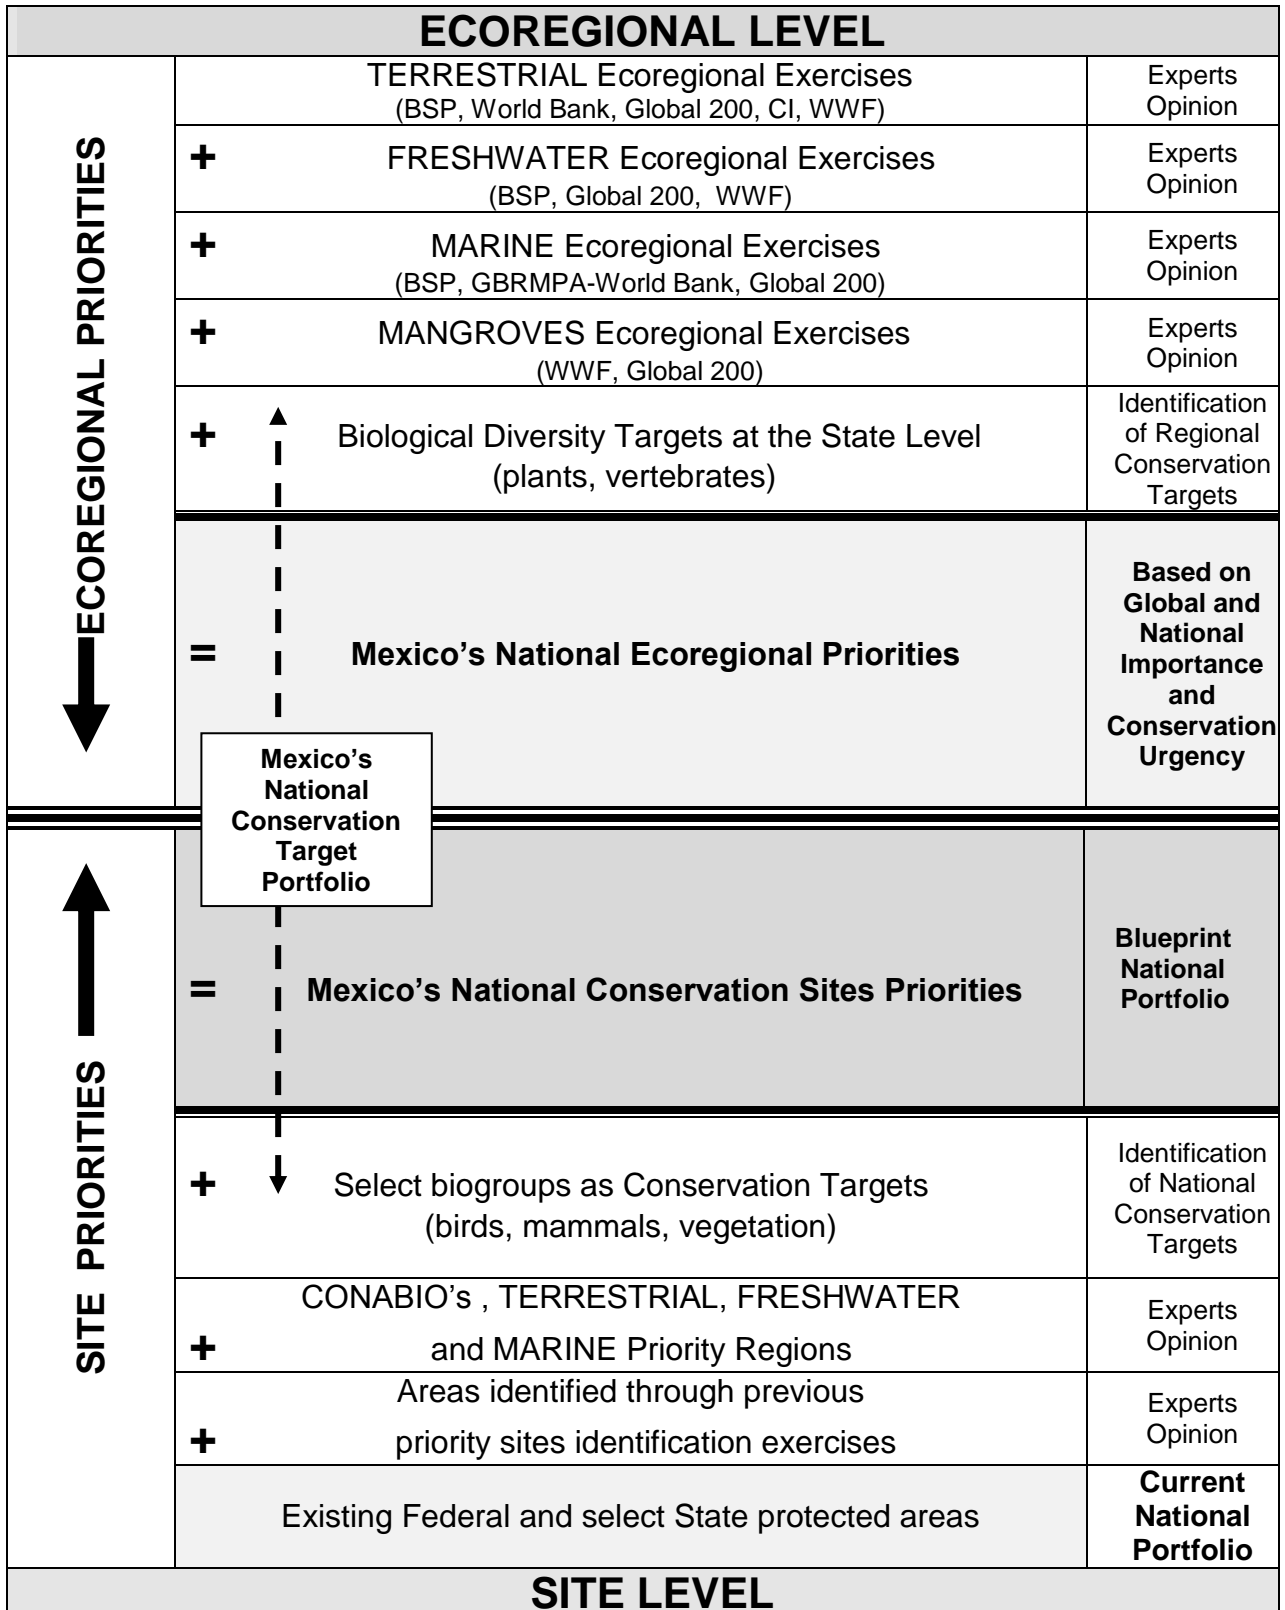 ECOREGIONAL LEVEL
ECOREGIONAL PRIORITIES
TERRESTRIAL Ecoregional Exercises
(BSP, World Bank, Global 200, CI, WWF)
Experts
Opinion
+ FRESHWATER Ecoregional Exercises
(BSP, Global 200, WWF)
Experts
Opinion
+ MARINE Ecoregional Exercises
(BSP, GBRMPA-World Bank, Global 200)
Experts
Opinion
+ MANGROVES Ecoregional Exercises
(WWF, Global 200)
Experts
Opinion
+ Biological Diversity Targets at the State Level
(plants, vertebrates)
Identification
of Regional
Conservation
Targets
= Mexico’s National Ecoregional Priorities
Based on
Global and
National
Importance
and
Conservation
Urgency
Mexico’s
National
Conservation
Target
Portfolio
SITE PRIORITIES
= Mexico’s National Conservation Sites Priorities
Blueprint
National
Portfolio
+ Select biogroups as Conservation Targets
(birds, mammals, vegetation)
Identification
of National
Conservation
Targets
CONABIO’s , TERRESTRIAL, FRESHWATER
+ and MARINE Priority Regions
Experts
Opinion
Areas identified through previous
+ priority sites identification exercises
Experts
Opinion
Existing Federal and select State protected areas
Current
National
Portfolio
SITE LEVEL